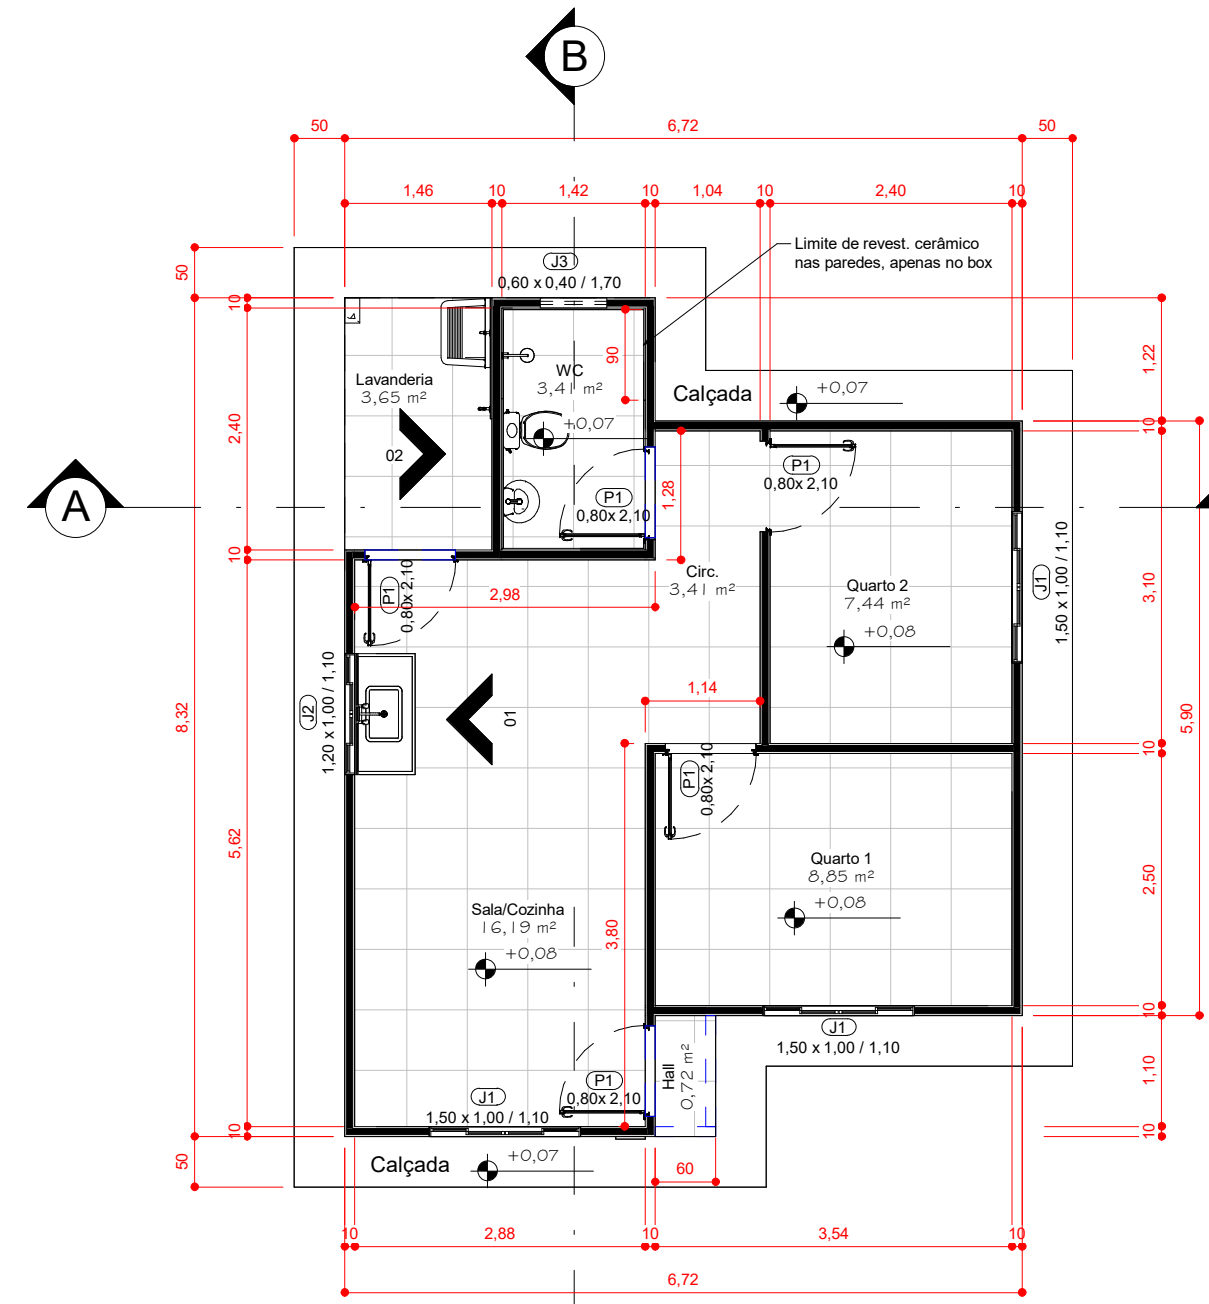 B
50
6,72
50
1,46
10
1,42
10
1,04
10
2,40
10
Limite de revest. cerâmico
nas paredes, apenas no box
J3
0,60 x 0,40 / 1,70
50
10
90
1,22
WC
3,41 m²
Lavanderia
3,65 m²
Calçada
+0,07
+0,07
2,40
02
10
P1
0,80x 2,10
1,28
P1
0,80x 2,10
A
10
2,98
P1
0,80x 2,10
Circ.
3,41 m²
Quarto 2
7,44 m²
+0,08
J1
1,50 x 1,00 / 1,10
3,10
1,14
J2
1,20 x 1,00 / 1,10
01
8,32
5,90
10
P1
0,80x 2,10
5,62
Quarto 1
8,85 m²
+0,08
2,50
Sala/Cozinha
16,19 m²
+0,08
3,80
10
J1
1,50 x 1,00 / 1,10
Hall
0,72 m²
1,10
P1
0,80x 2,10
J1
1,50 x 1,00 / 1,10
10
10
50
Calçada
+0,07
60
10
2,88
10
3,54
10
6,72